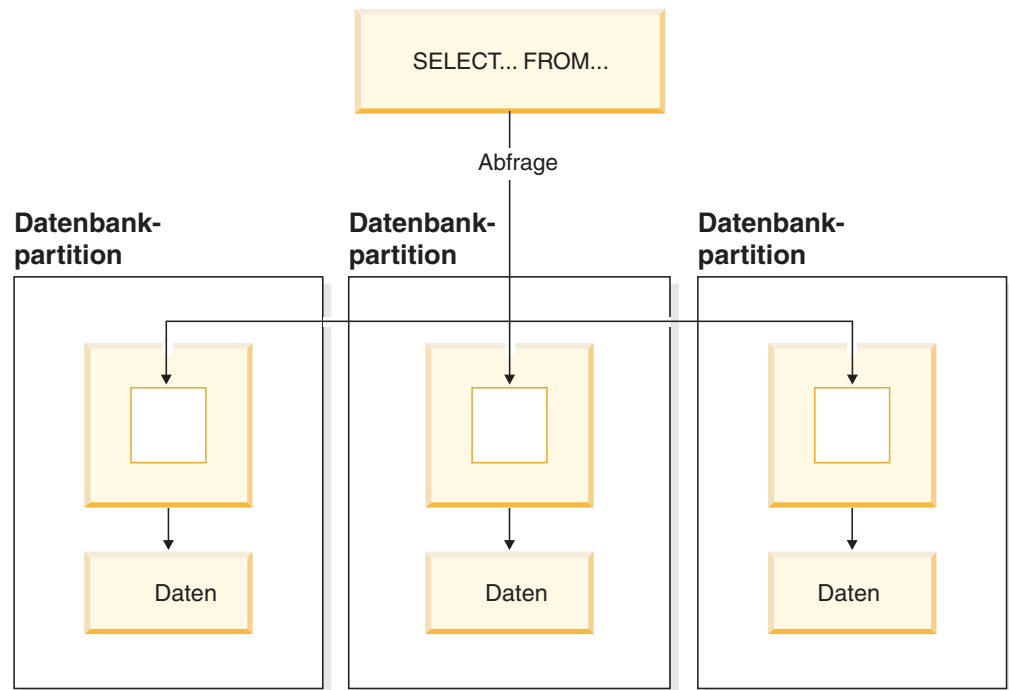 SELECT... FROM...
Abfrage
Datenbank-
partition
Datenbank-
partition
Datenbank-
partition
Daten
Daten
Daten